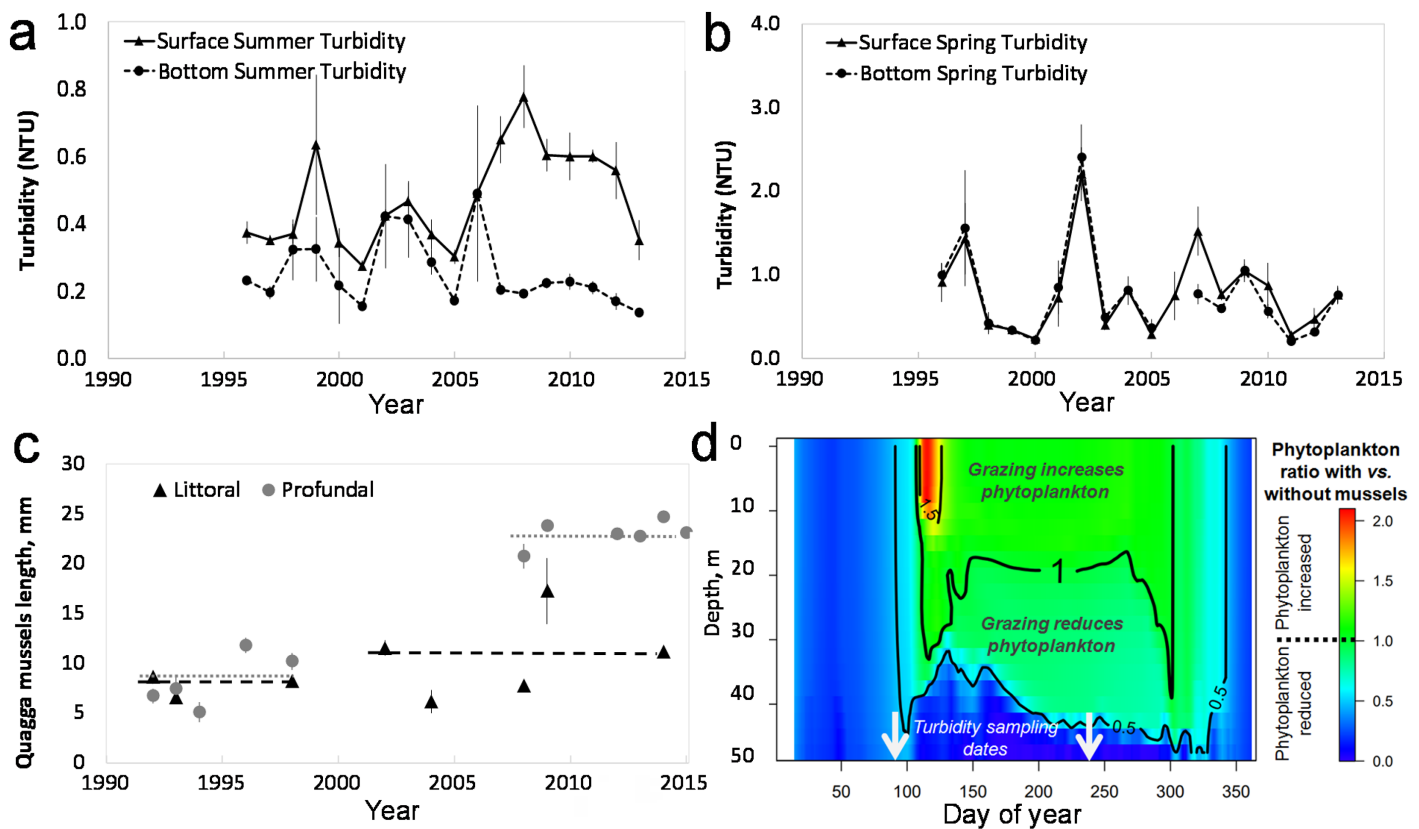 a
Surface Summer Turbidity
Bottom Summer Turbidity
Turbidity (NTU)
1.0
0.8
0.6
0.4
0.2
0.0
1990 1995 2000 2005 2010 2015
Year
b
Surface Spring Turbidity
Bottom Spring Turbidity
Turbidity (NTU)
4.0
3.0
2.0
1.0
0.0
1990 1995 2000 2005 2010 2015
Year
c
Littoral Profundal
Quagga mussels length, mm
30
25
20
15
10
5
0
1990 1995 2000 2005 2010 2015
Year
d
Depth, m
0
10
20
30
40
50
Grazing increases
phytoplankton
1.5
1
Grazing reduces
phytoplankton
0.5
0.5
Turbidity sampling
dates
50 100 150 200 250 300 350
Day of year
Phytoplankton
ratio with vs.
without mussels
Phytoplankton
increased
Phytoplankton
reduced
2.0
1.5
1.0
0.5
0.0